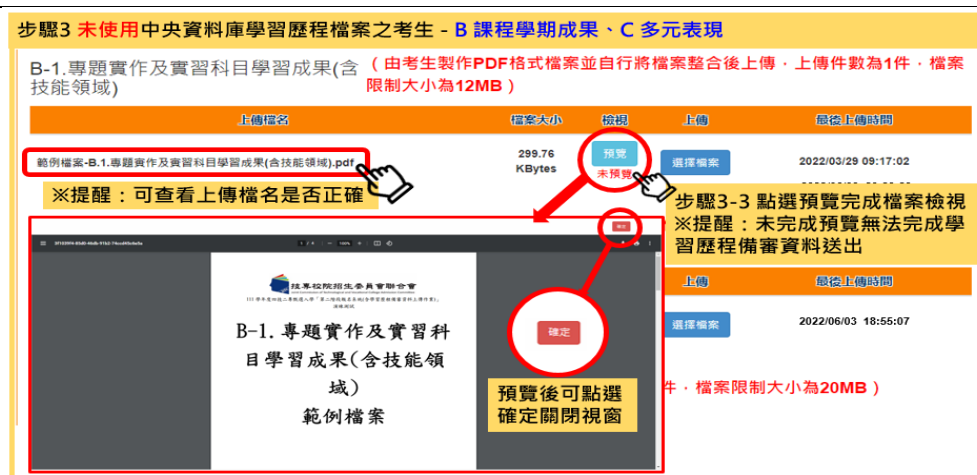 步驟3 未使用中央資料庫學習歷程檔案之考生 - B 課程學期成果、C 多元表現
B-1.專題實作及實習科目學習成果(含技能領域)
（由考生製作PDF格式檔案並自行將檔案整合後上傳，上傳件數為1件，檔案限制大小為12MB）
上傳檔名 檔案大小 檢視 上傳 最後上傳時間
範例檔案-B.1.專題實作及實習科目學習成果(含技能領域).pdf
299.76 KBytes
預覽
未預覽
選擇檔案
2022/03/29 09:17:02
※提醒：可查看上傳檔名是否正確
步驟3-3 點選預覽完成檔案檢視
※提醒：未完成預覽無法完成學習歷程備審資料送出
確定
1 / 4
100%
技專校院招生委員會聯合會
B-1. 專題實作及實習科
目學習成果(含技能領
域)
範例檔案
確定
預覽後可點選
確定關閉視窗
上傳 最後上傳時間
選擇檔案
2022/06/03 18:55:07
件，檔案限制大小為20MB）